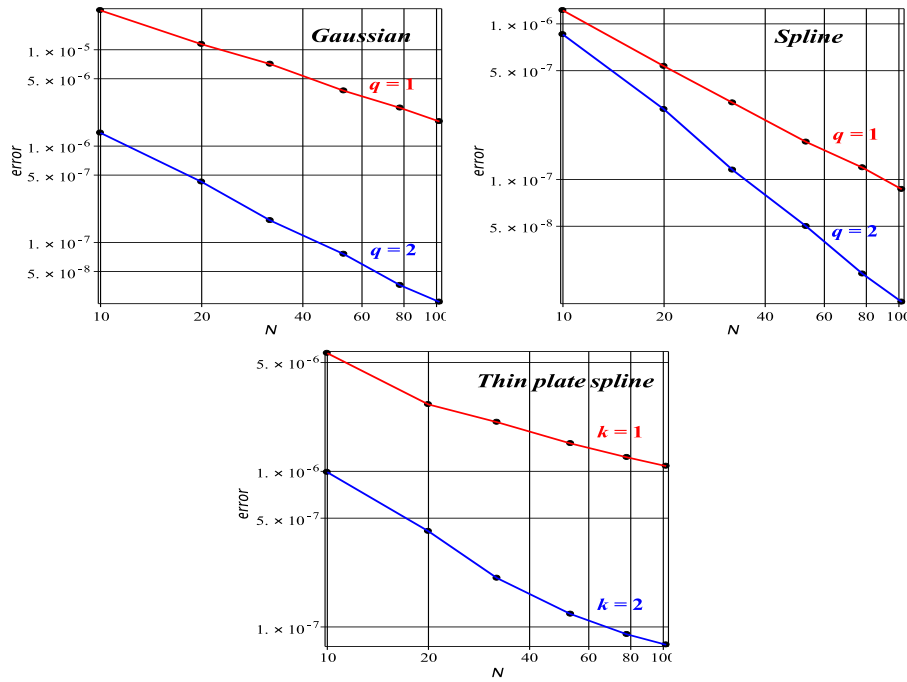 Gaussian
1. × 10⁻⁵
5. × 10⁻⁶
q = 1
1. × 10⁻⁶
error
5. × 10⁻⁷
q = 2
1. × 10⁻⁷
5. × 10⁻⁸
10 20 40 60 80 100
N
Spline
1. × 10⁻⁶
5. × 10⁻⁷
q = 1
error
1. × 10⁻⁷
q = 2
5. × 10⁻⁸
10 20 40 60 80 100
N
Thin plate spline
5. × 10⁻⁶
k = 1
1. × 10⁻⁶
error
5. × 10⁻⁷
k = 2
1. × 10⁻⁷
10 20 40 60 80 100
N